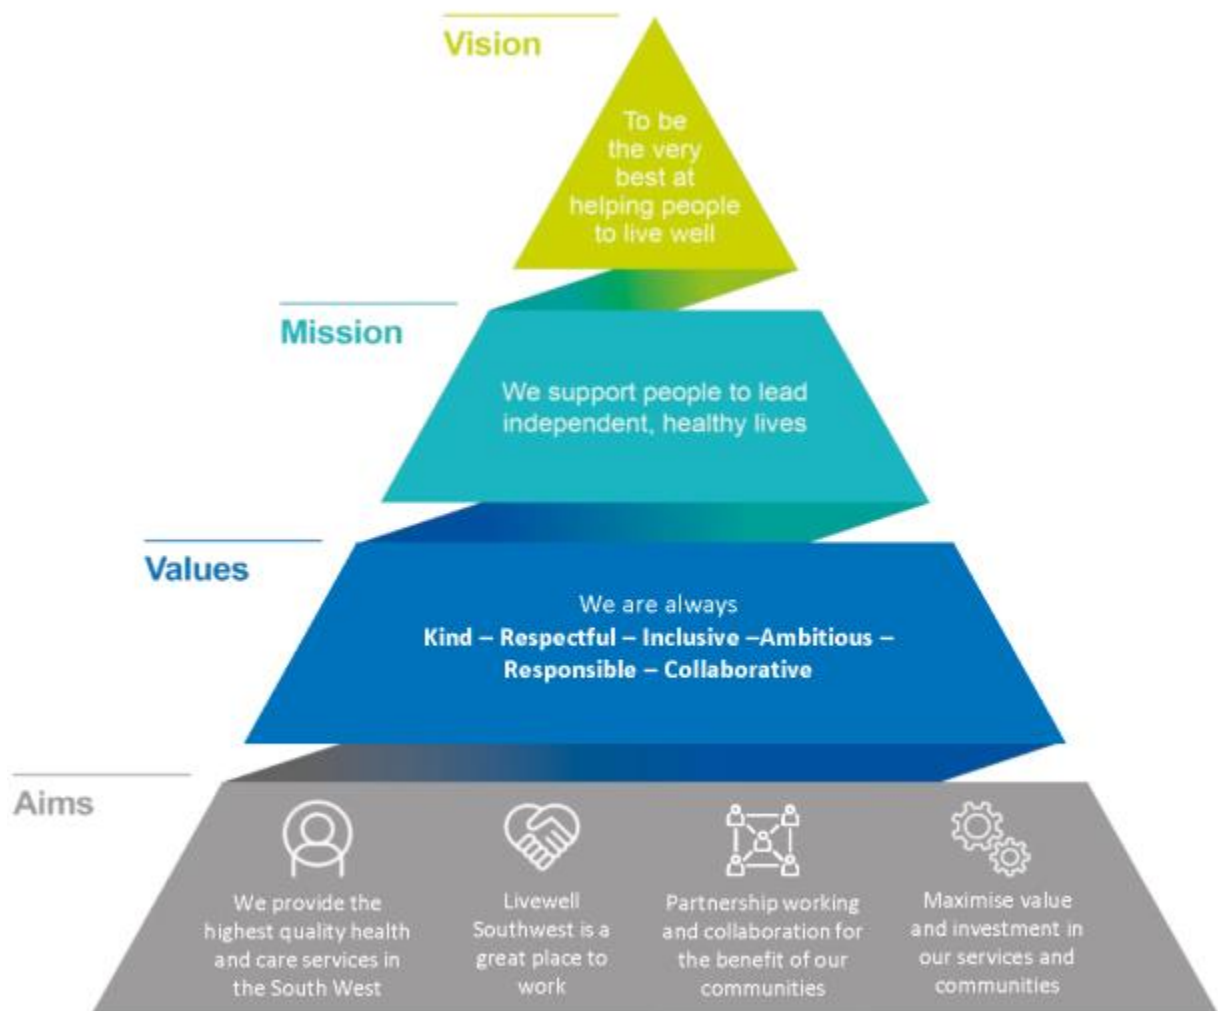 Vision
To be
the very
best at
helping people
to live well
Mission
We support people to lead
independent, healthy lives
Values
We are always
Kind – Respectful – Inclusive –Ambitious –
Responsible – Collaborative
Aims
We provide the
highest quality health
and care services in
the South West
Livewell
Southwest is a
great place to
work
Partnership working
and collaboration for
the benefit of our
communities
Maximise value
and investment in
our services and
communities